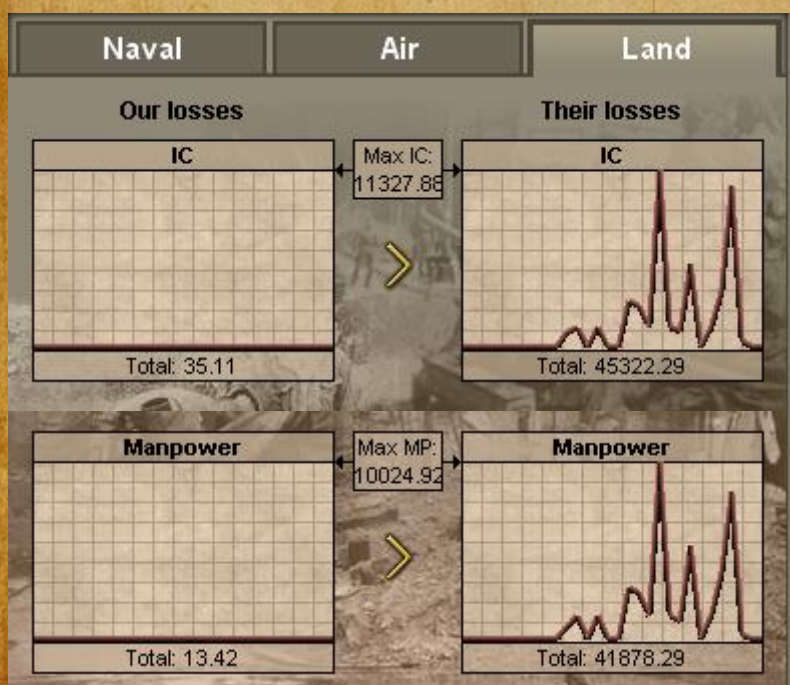 Naval Air Land
Our losses Their losses
IC Max IC: IC
11327.88
Total: 35.11 Total: 45322.29
Manpower Max MP: Manpower
10024.92
Total: 13.42 Total: 41878.29